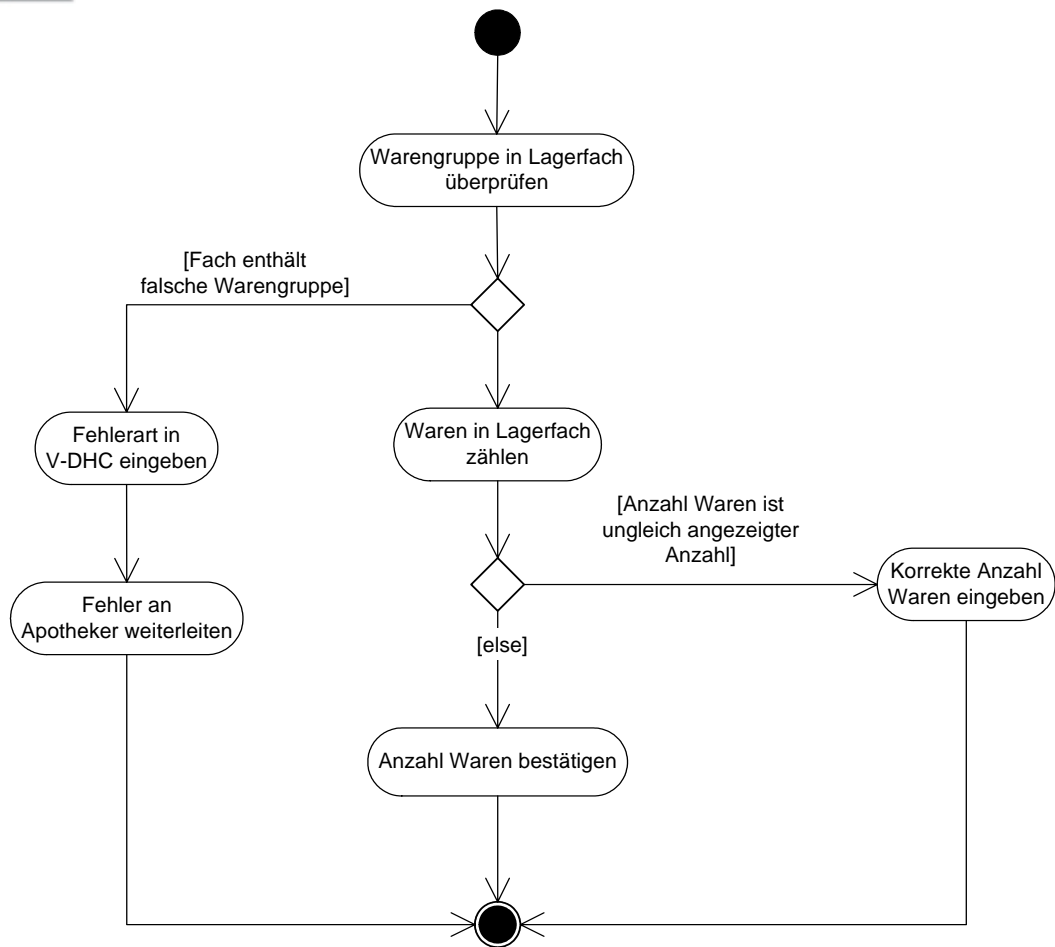 Warengruppe in Lagerfach
überprüfen
[Fach enthält
falsche Warengruppe]
Fehlerart in
V-DHC eingeben
Waren in Lagerfach
zählen
[Anzahl Waren ist
ungleich angezeigter
Anzahl]
Korrekte Anzahl
Waren eingeben
Fehler an
Apotheker weiterleiten
[else]
Anzahl Waren bestätigen